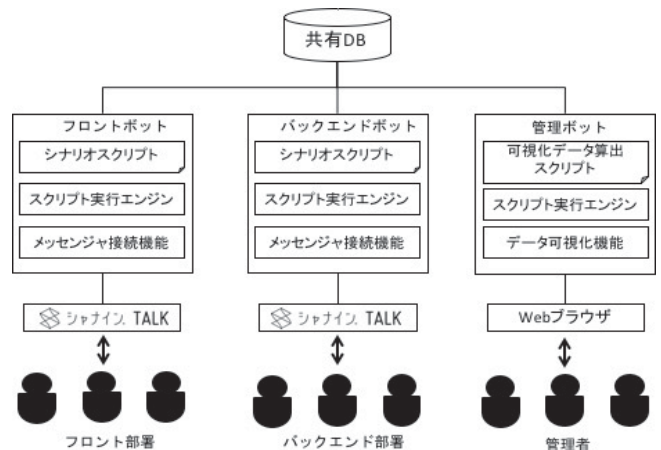 共有DB
フロントボット
シナリオスクリプト
スクリプト実行エンジン
メッセンジャ接続機能
シャナイン TALK
フロント部署
バックエンドボット
シナリオスクリプト
スクリプト実行エンジン
メッセンジャ接続機能
シャナイン TALK
バックエンド部署
管理ボット
可視化データ算出
スクリプト
スクリプト実行エンジン
データ可視化機能
Webブラウザ
管理者